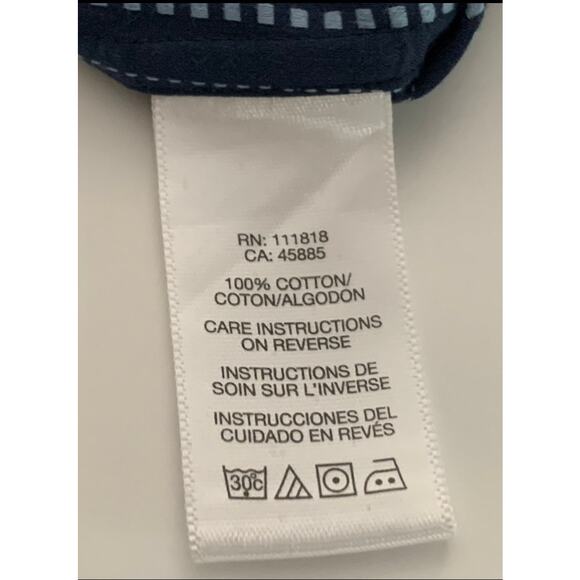 RN: 111818
CA: 45885
100% COTTON/
COTON/ALGODON
CARE INSTRUCTIONS
ON REVERSE
INSTRUCTIONS DE
SOIN SUR L'INVERSE
INSTRUCCIONES DEL
CUIDADO EN REVÉS
30°C